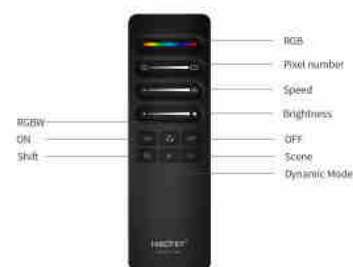 RGB
Pixel number
Speed
Brightness
RGBW
ON
OFF
Shift
Scene
Dynamic Mode